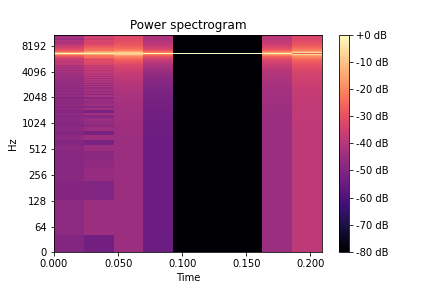 Power spectrogram
8192
4096
2048
1024
512
256
128
64
0
Hz
0.000
0.050
0.100
0.150
0.200
Time
+0 dB
-10 dB
-20 dB
-30 dB
-40 dB
-50 dB
-60 dB
-70 dB
-80 dB